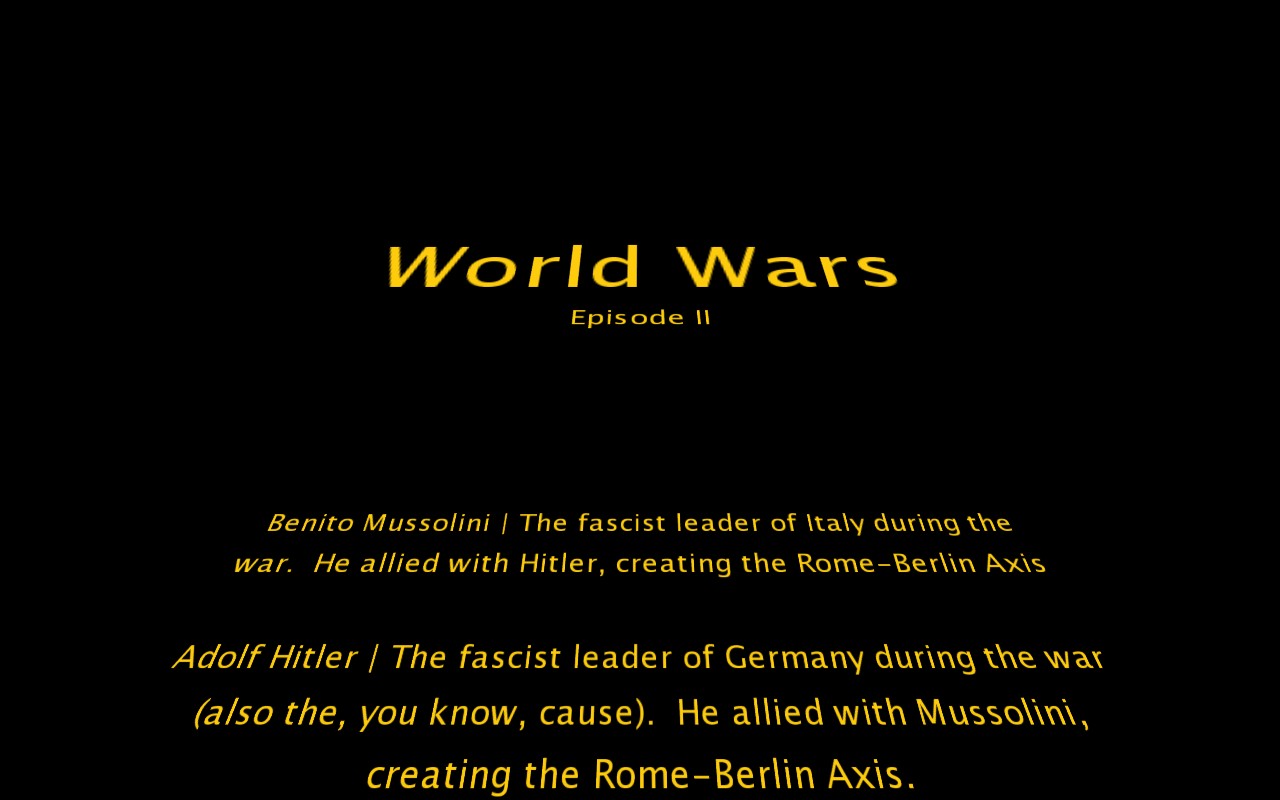 World Wars
Episode II
Benito Mussolini | The fascist leader of Italy during the
war.  He allied with Hitler, creating the Rome-Berlin Axis
Adolf Hitler | The fascist leader of Germany during the war
(also the, you know, cause).  He allied with Mussolini,
creating the Rome-Berlin Axis.